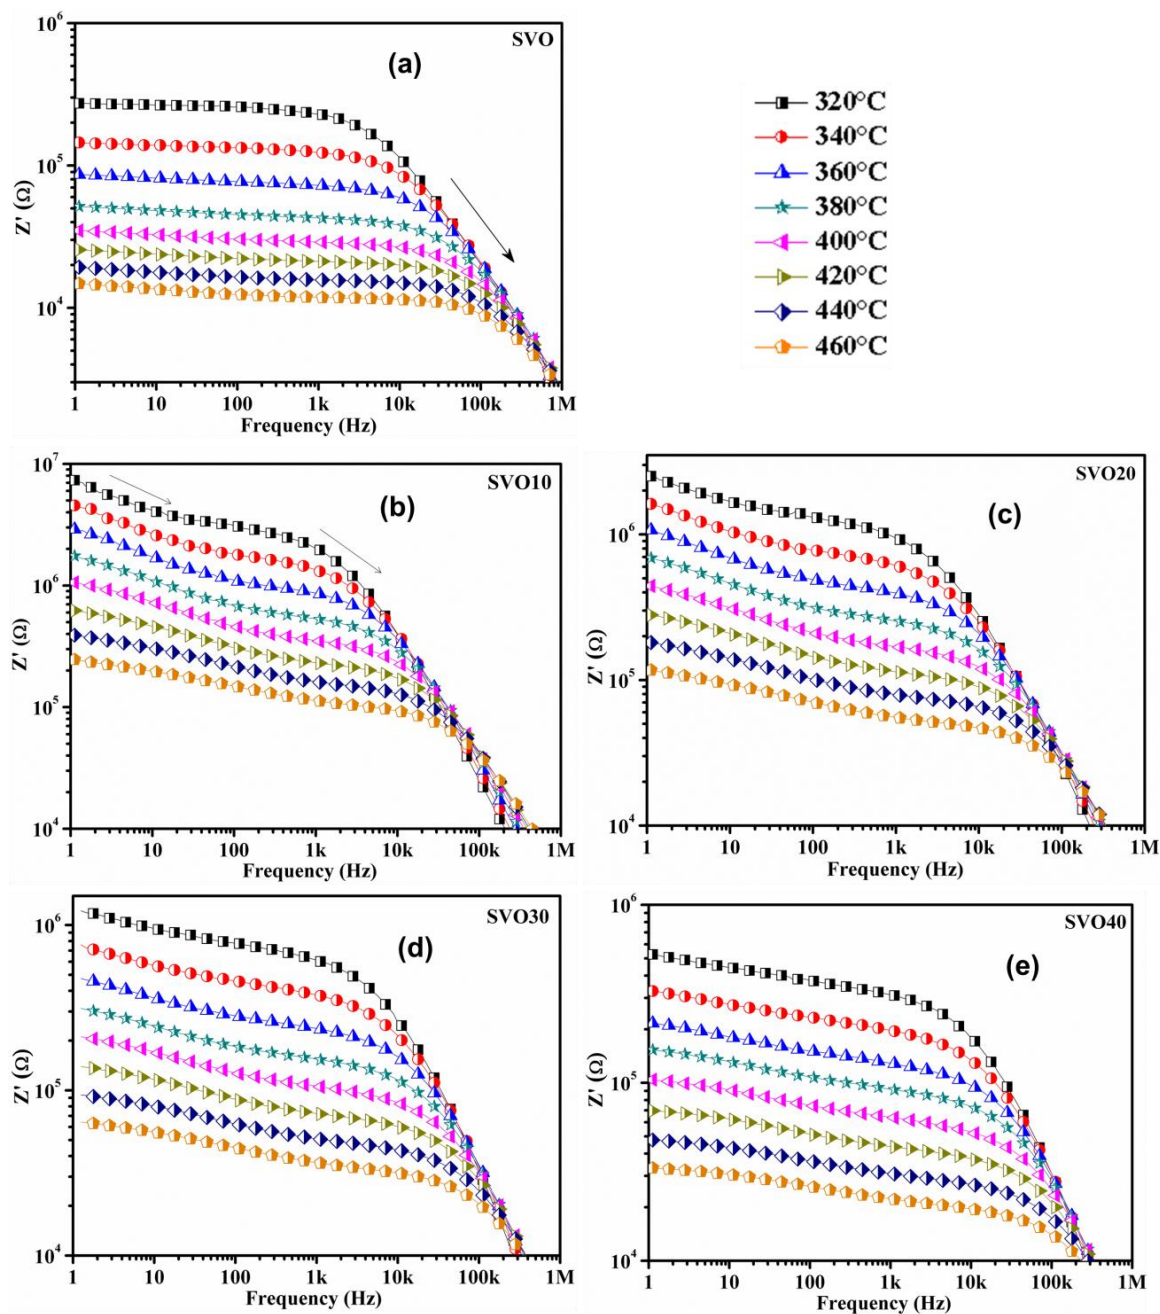 SVO
(a)
10⁶
10⁵
10⁴
Z' (Ω)
1 10 100 1k 10k 100k 1M
Frequency (Hz)
320°C
340°C
360°C
380°C
400°C
420°C
440°C
460°C
SVO10
(b)
10⁷
10⁶
10⁵
10⁴
Z' (Ω)
1 10 100 1k 10k 100k 1M
Frequency (Hz)
SVO20
(c)
10⁶
10⁵
10⁴
Z' (Ω)
1 10 100 1k 10k 100k 1M
Frequency (Hz)
SVO30
(d)
10⁶
10⁵
10⁴
Z' (Ω)
1 10 100 1k 10k 100k 1M
Frequency (Hz)
SVO40
(e)
10⁶
10⁵
10⁴
Z' (Ω)
1 10 100 1k 10k 100k 1M
Frequency (Hz)